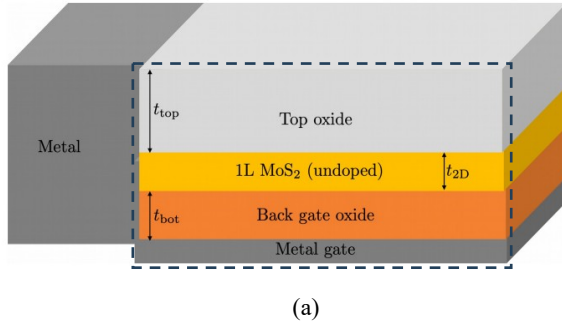 t_top
Top oxide
Metal
1L MoS₂ (undoped)
t_2D
t_bot
Back gate oxide
Metal gate
(a)